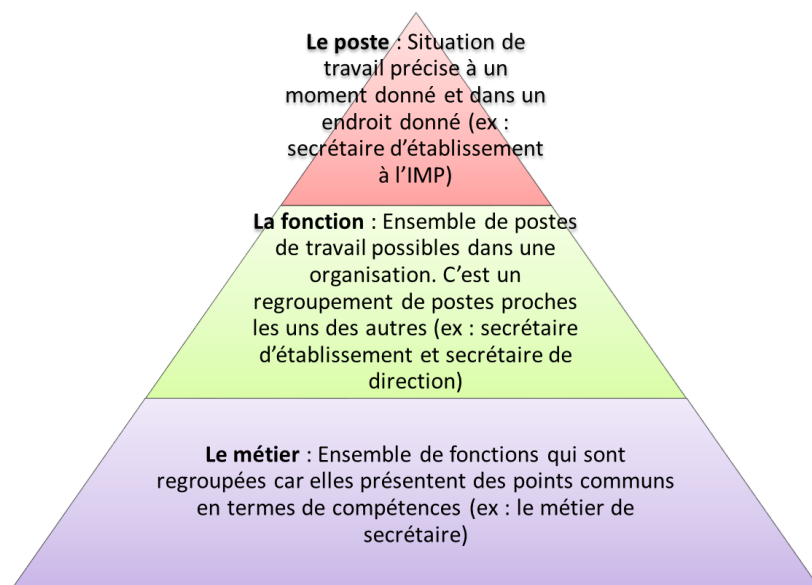 Le poste : Situation de
travail précise à un
moment donné et dans un
endroit donné (ex :
secrétaire d’établissement
à l’IMP)
La fonction : Ensemble de postes
de travail possibles dans une
organisation. C’est un
regroupement de postes proches
les uns des autres (ex : secrétaire
d’établissement et secrétaire de
direction)
Le métier : Ensemble de fonctions qui sont
regroupées car elles présentent des points communs
en termes de compétences (ex : le métier de
secrétaire)